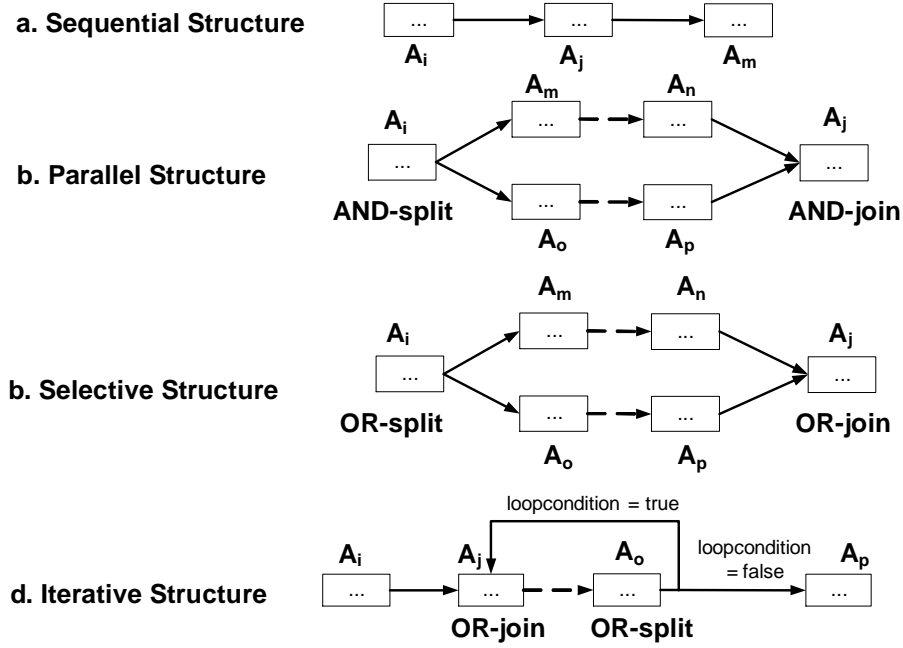 a. Sequential Structure
... ... ...
Ai Aj Am
Am An
... ...
Ai Aj
b. Parallel Structure ... ...
AND-split ... ... AND-join
Ao Ap
Am An
... ...
Ai Aj
b. Selective Structure ... ...
OR-split ... ... OR-join
Ao Ap
loopcondition = true
Ai Aj Ao loopcondition Ap
= false
d. Iterative Structure ... ... ... ...
OR-join OR-split